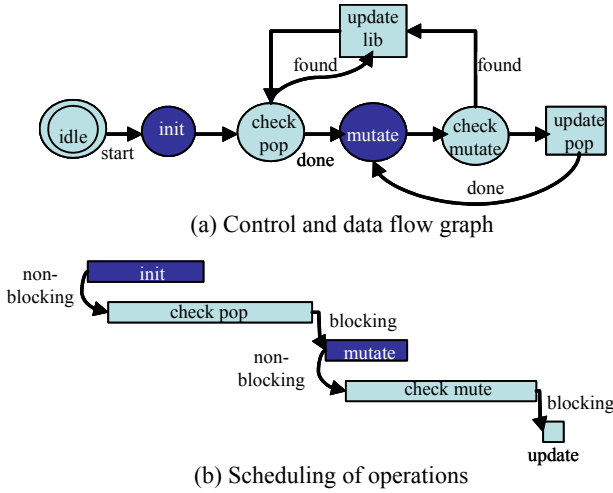 update
lib
found
found
idle
start
init
check
pop
done
mutate
check
mutate
update
pop
done
(a) Control and data flow graph
non-
blocking
init
check pop
blocking
non-
blocking
mutate
check mute
blocking
update
(b) Scheduling of operations